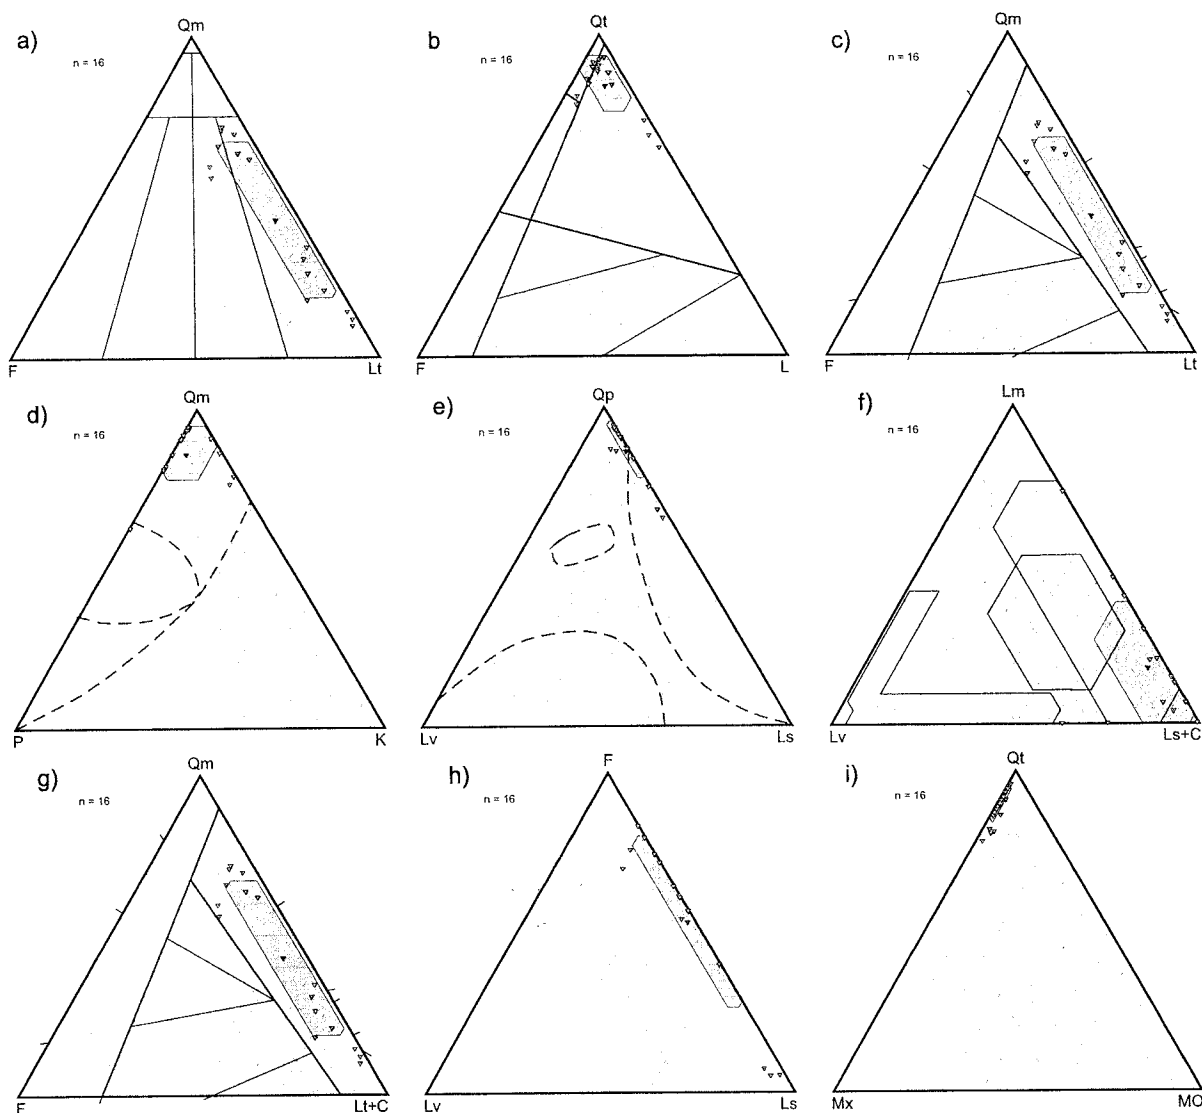 a)
Qm
n = 16
F
Lt
b
Qt
n = 16
F
L
c)
Qm
n = 16
F
Lt
d)
Qm
n = 16
P
K
e)
Qp
n = 16
Lv
Ls
f)
Lm
n = 16
Lv
Ls+C
g)
Qm
n = 16
F
Lt+C
h)
F
n = 16
Lv
Ls
i)
Qt
n = 16
Mx
MC